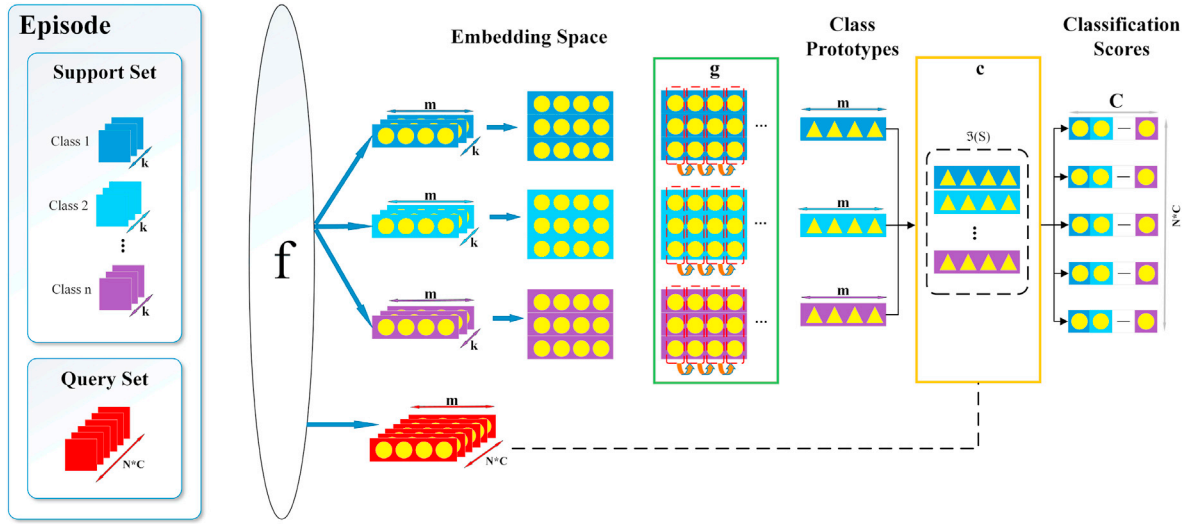 Episode
Support Set
Class 1
k
Class 2
k
Class n
k
Query Set
N*C
f
Embedding Space
m
k
m
k
m
k
m
N*C
g
...
...
...
Class
Prototypes
m
m
m
c
ℑ(S)
Classification
Scores
C
N*C